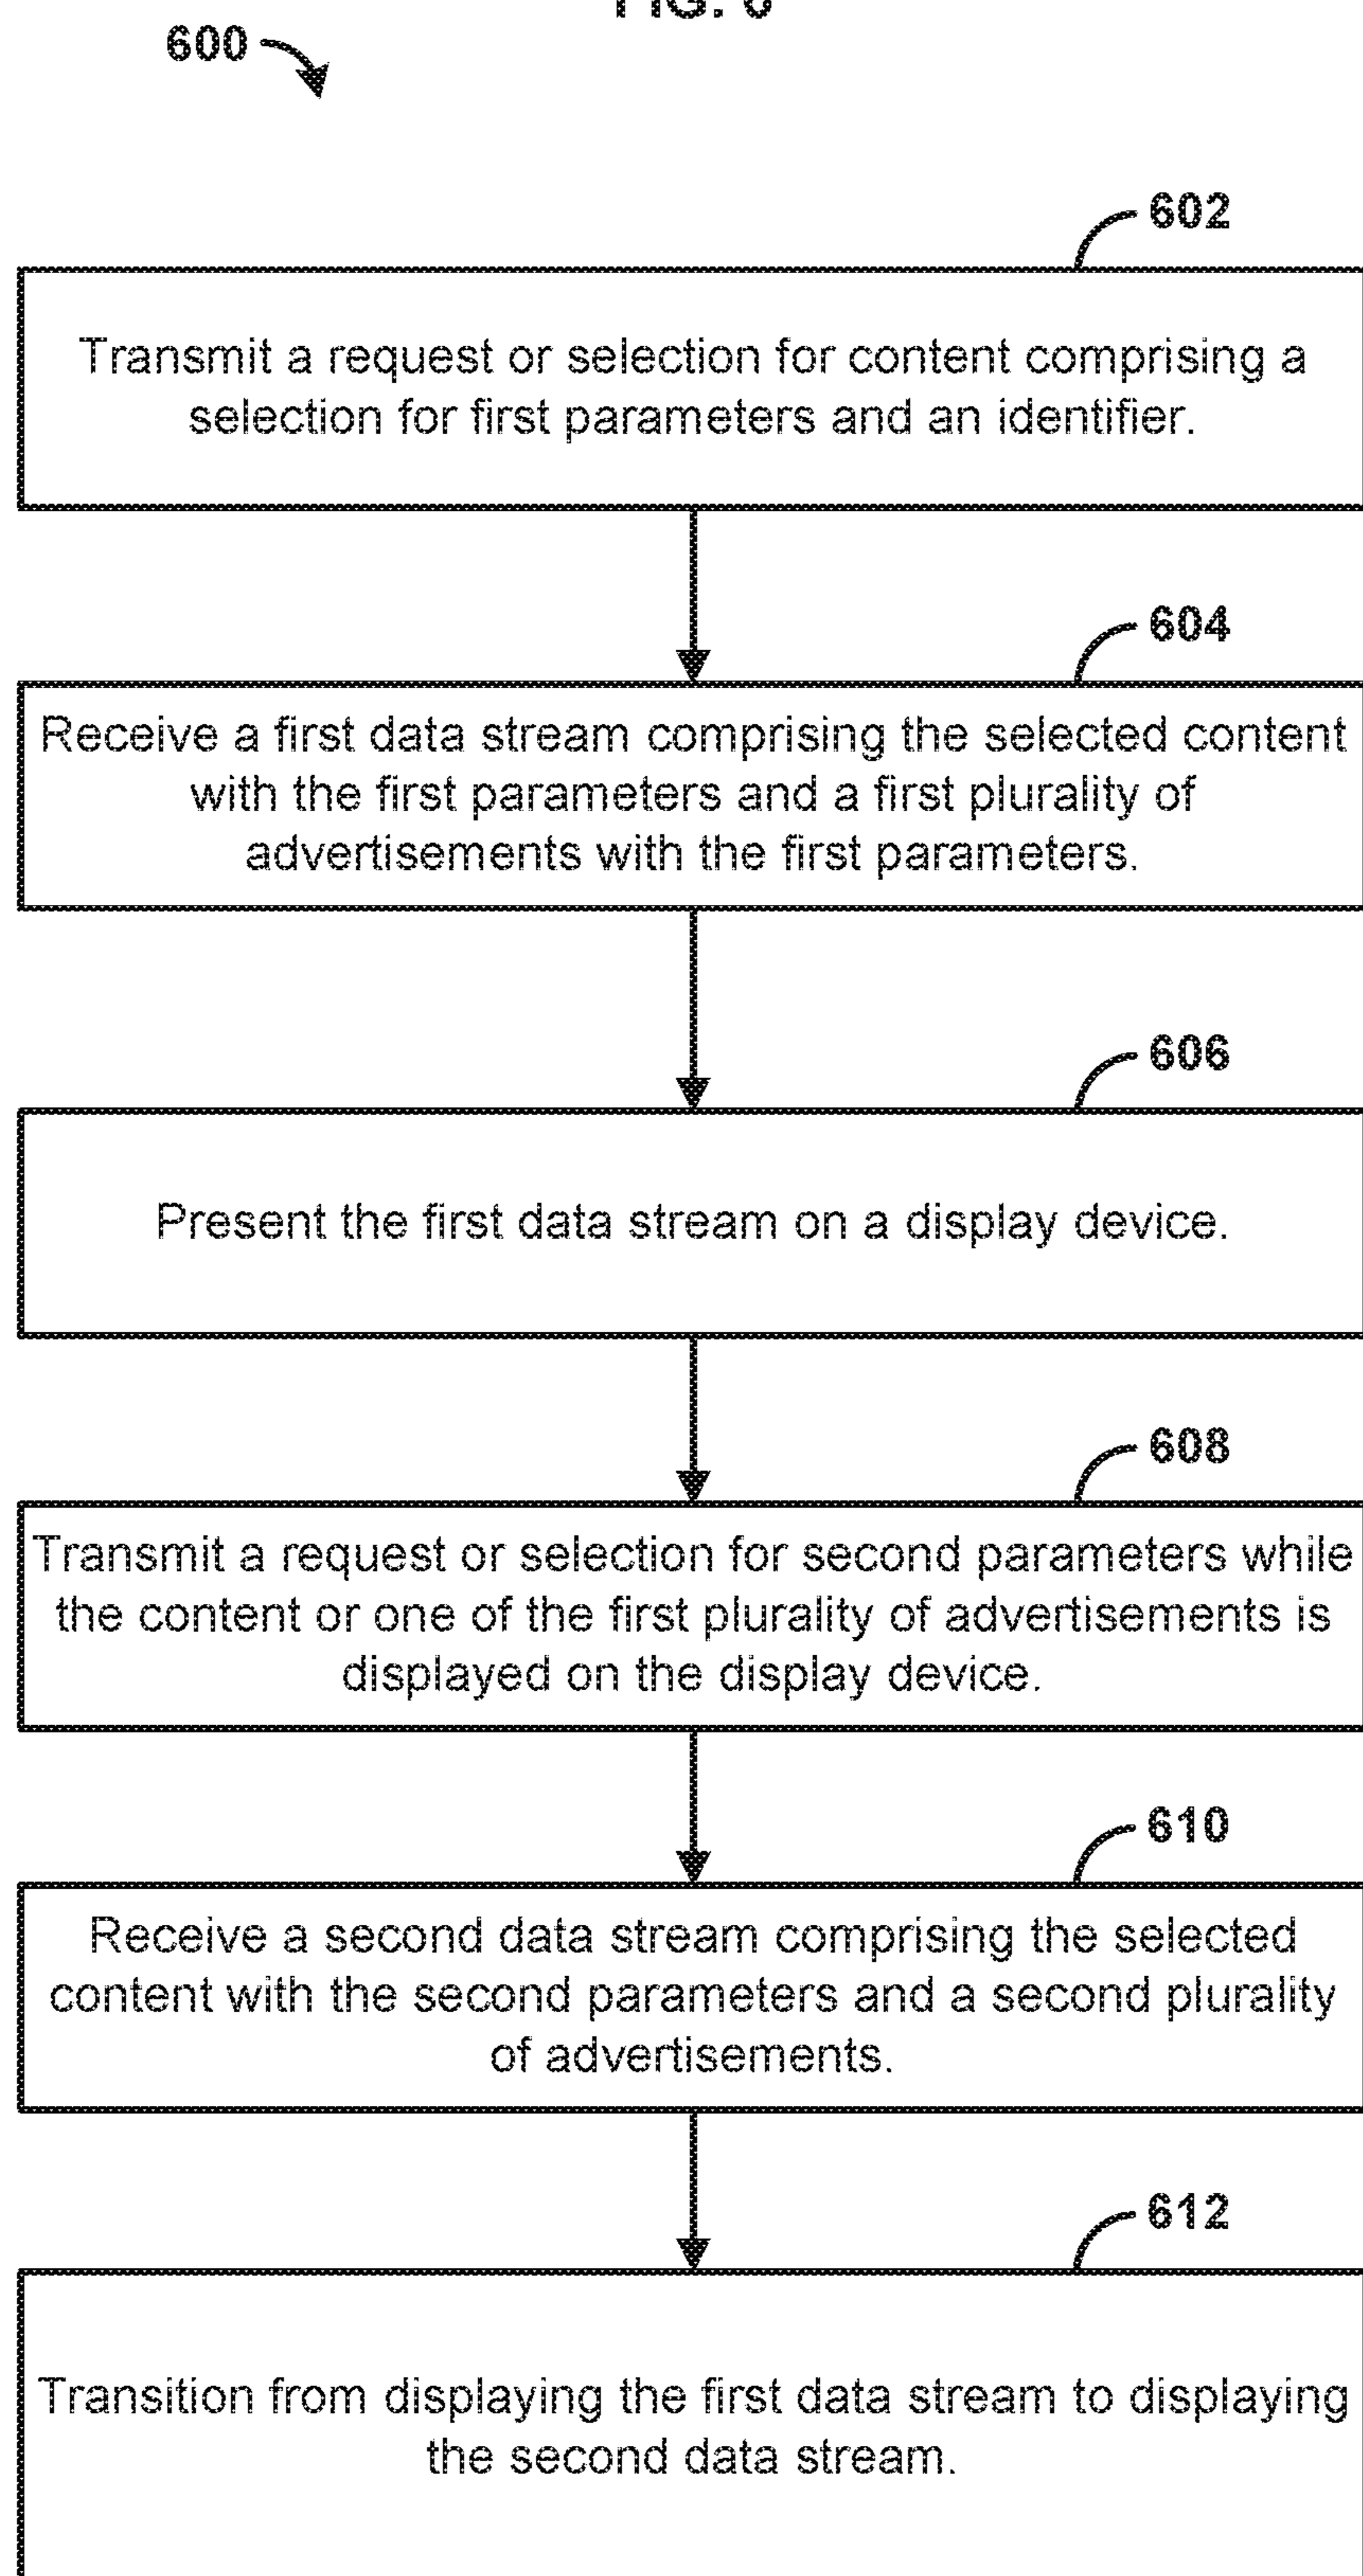 FIG. 6
600
602
Transmit a request or selection for content comprising a
selection for first parameters and an identifier.
604
Receive a first data stream comprising the selected content
with the first parameters and a first plurality of
advertisements with the first parameters.
606
Present the first data stream on a display device.
608
Transmit a request or selection for second parameters while
the content or one of the first plurality of advertisements is
displayed on the display device.
610
Receive a second data stream comprising the selected
content with the second parameters and a second plurality
of advertisements.
612
Transition from displaying the first data stream to displaying
the second data stream.